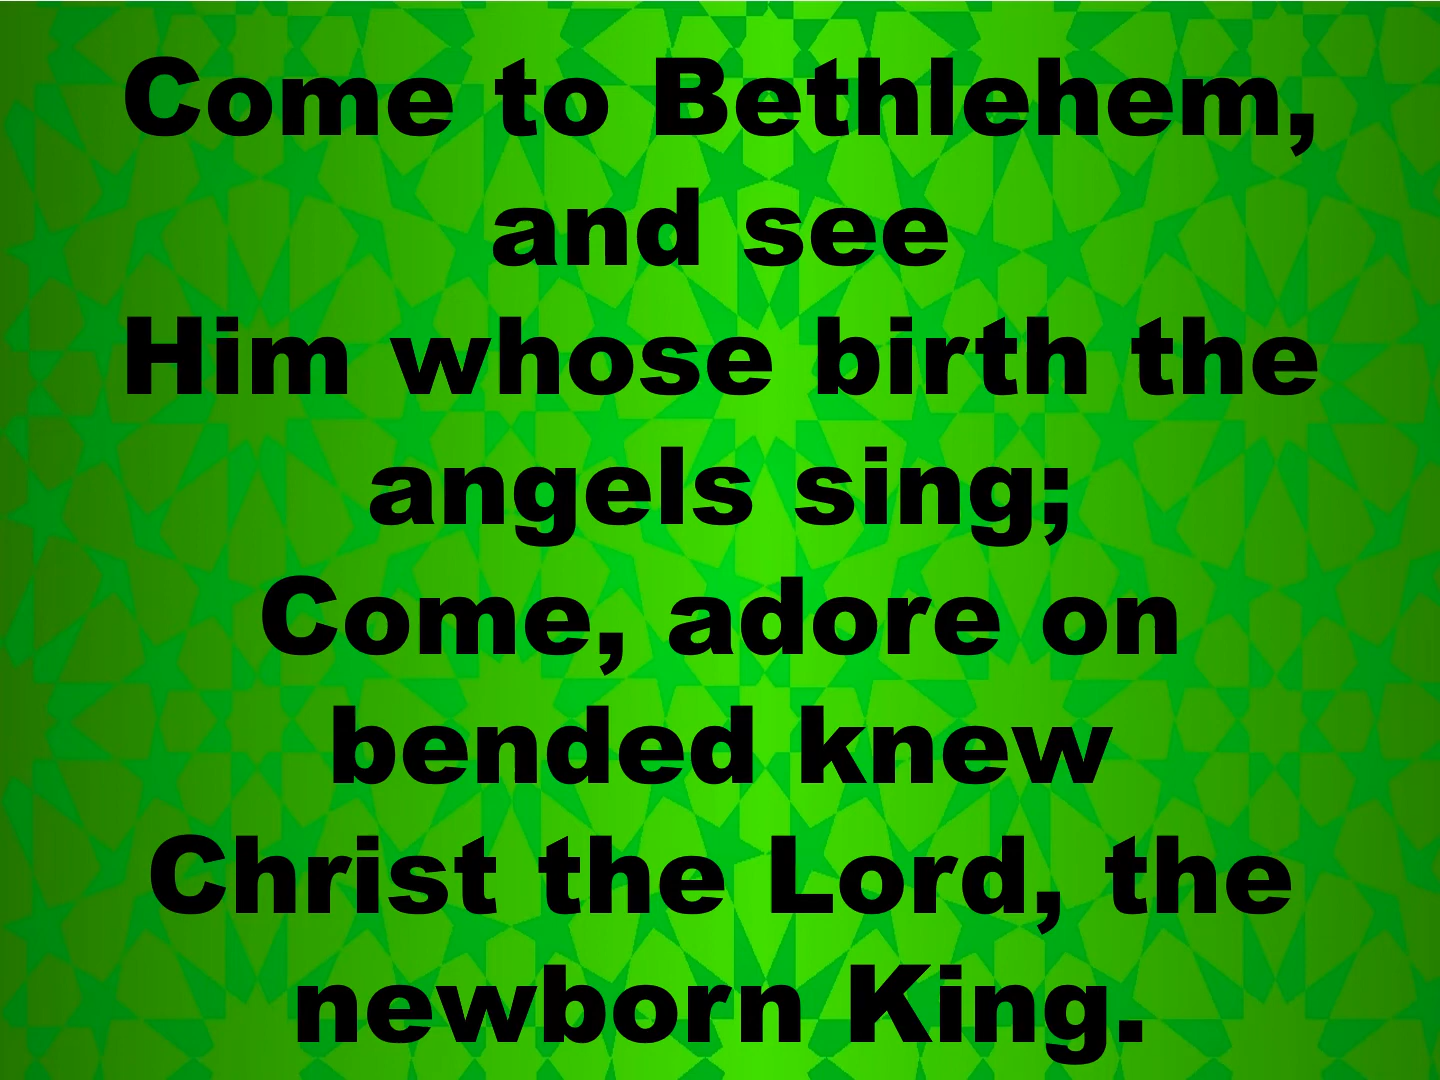 Come to Bethlehem,
and see
Him whose birth the
angels sing;
Come, adore on
bended knew
Christ the Lord, the
newborn King.